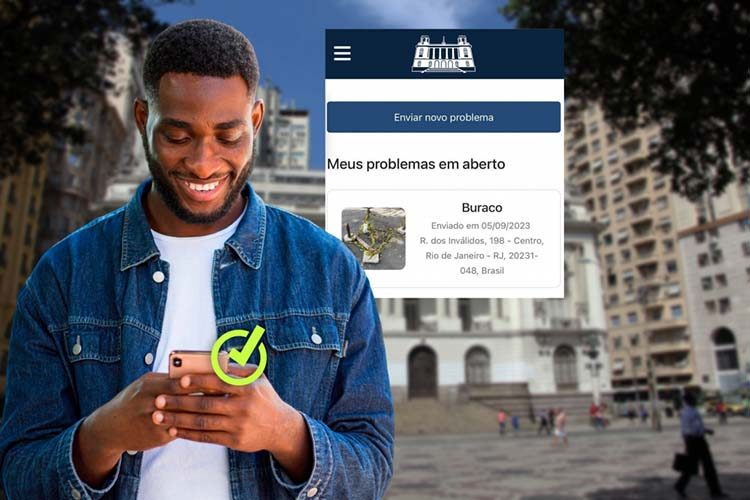 Enviar novo problema
Meus problemas em aberto
Buraco
Enviado em 05/09/2023
R. dos Inválidos, 198 - Centro,
Rio de Janeiro - RJ, 20231-
048, Brasil